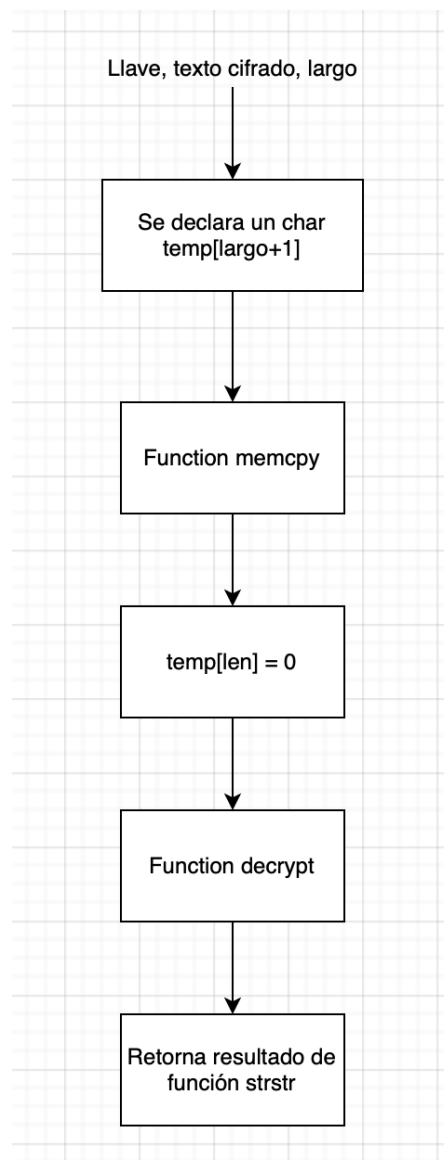 Llave, texto cifrado, largo
Se declara un char
temp[largo+1]
Function memcpy
temp[len] = 0
Function decrypt
Retorna resultado de
función strstr